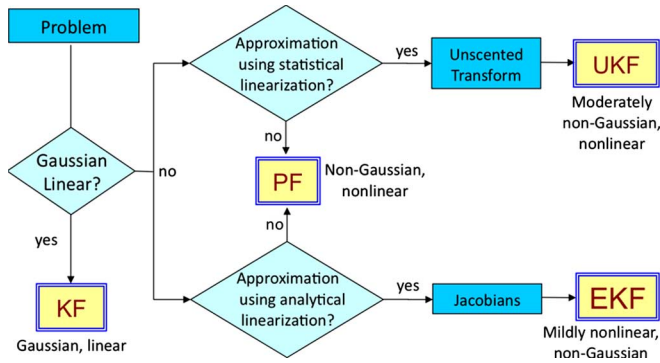 Problem
Gaussian
Linear?
yes
KF
Gaussian, linear
no
Approximation
using statistical
linearization?
yes
Unscented
Transform
UKF
Moderately
non-Gaussian,
nonlinear
no
PF
Non-Gaussian,
nonlinear
no
Approximation
using analytical
linearization?
yes
Jacobians
EKF
Mildly nonlinear,
non-Gaussian